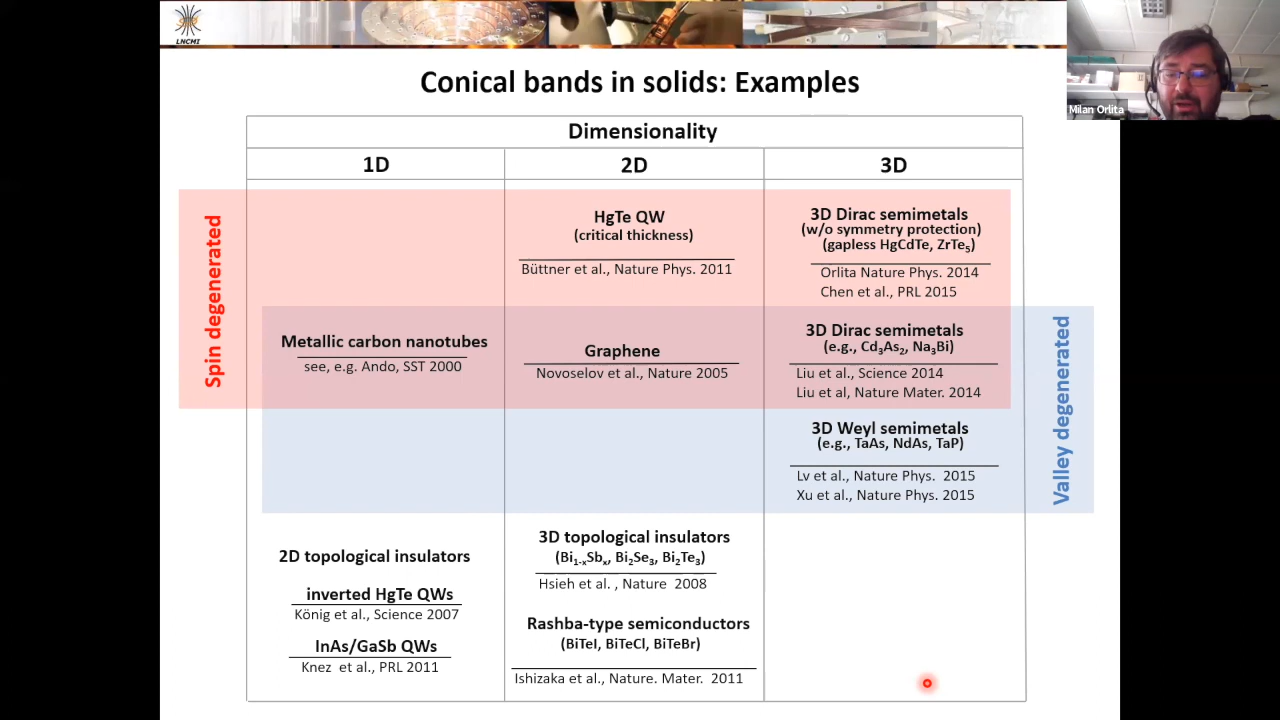 LNCMI
Milan Orlita
Conical bands in solids: Examples
Dimensionality
1D
2D
3D
Spin degenerated
HgTe QW
(critical thickness)
Büttner et al., Nature Phys. 2011
3D Dirac semimetals
(w/o symmetry protection)
(gapless HgCdTe, ZrTe₅)
Orlita Nature Phys. 2014
Chen et al., PRL 2015
Metallic carbon nanotubes
see, e.g. Ando, SST 2000
Graphene
Novoselov et al., Nature 2005
3D Dirac semimetals
(e.g., Cd₃As₂, Na₃Bi)
Liu et al., Science 2014
Liu et al, Nature Mater. 2014
Valley degenerated
3D Weyl semimetals
(e.g., TaAs, NdAs, TaP)
Lv et al., Nature Phys. 2015
Xu et al., Nature Phys. 2015
2D topological insulators
inverted HgTe QWs
König et al., Science 2007
InAs/GaSb QWs
Knez et al., PRL 2011
3D topological insulators
(Bi₁₋ₓSbₓ, Bi₂Se₃, Bi₂Te₃)
Hsieh et al. , Nature 2008
Rashba-type semiconductors
(BiTeI, BiTeCl, BiTeBr)
Ishizaka et al., Nature. Mater. 2011